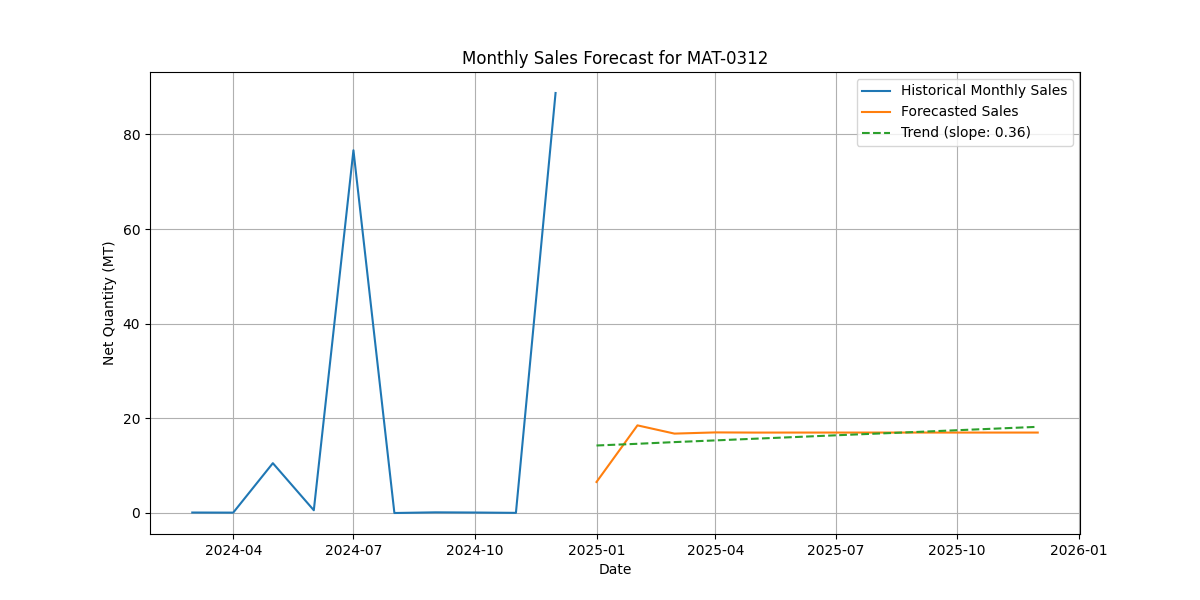 Monthly Sales Forecast for MAT-0312
Historical Monthly Sales
Forecasted Sales
Trend (slope: 0.36)
Net Quantity (MT)
80
60
40
20
0
2024-04 2024-07 2024-10 2025-01 2025-04 2025-07 2025-10 2026-01
Date